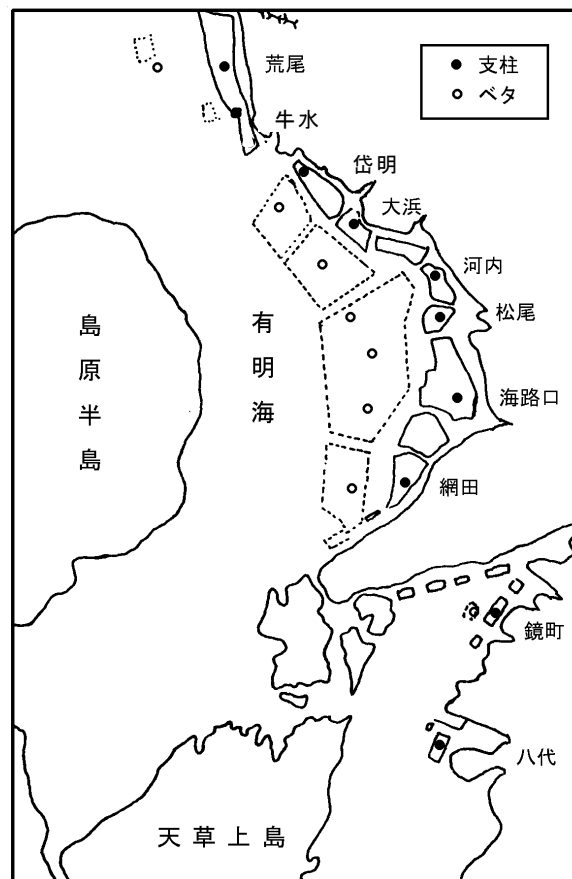 荒尾
支柱
ベタ
牛水
岱明
大浜
河内
松尾
島原半島
有明海
海路口
網田
鏡町
八代
天草上島